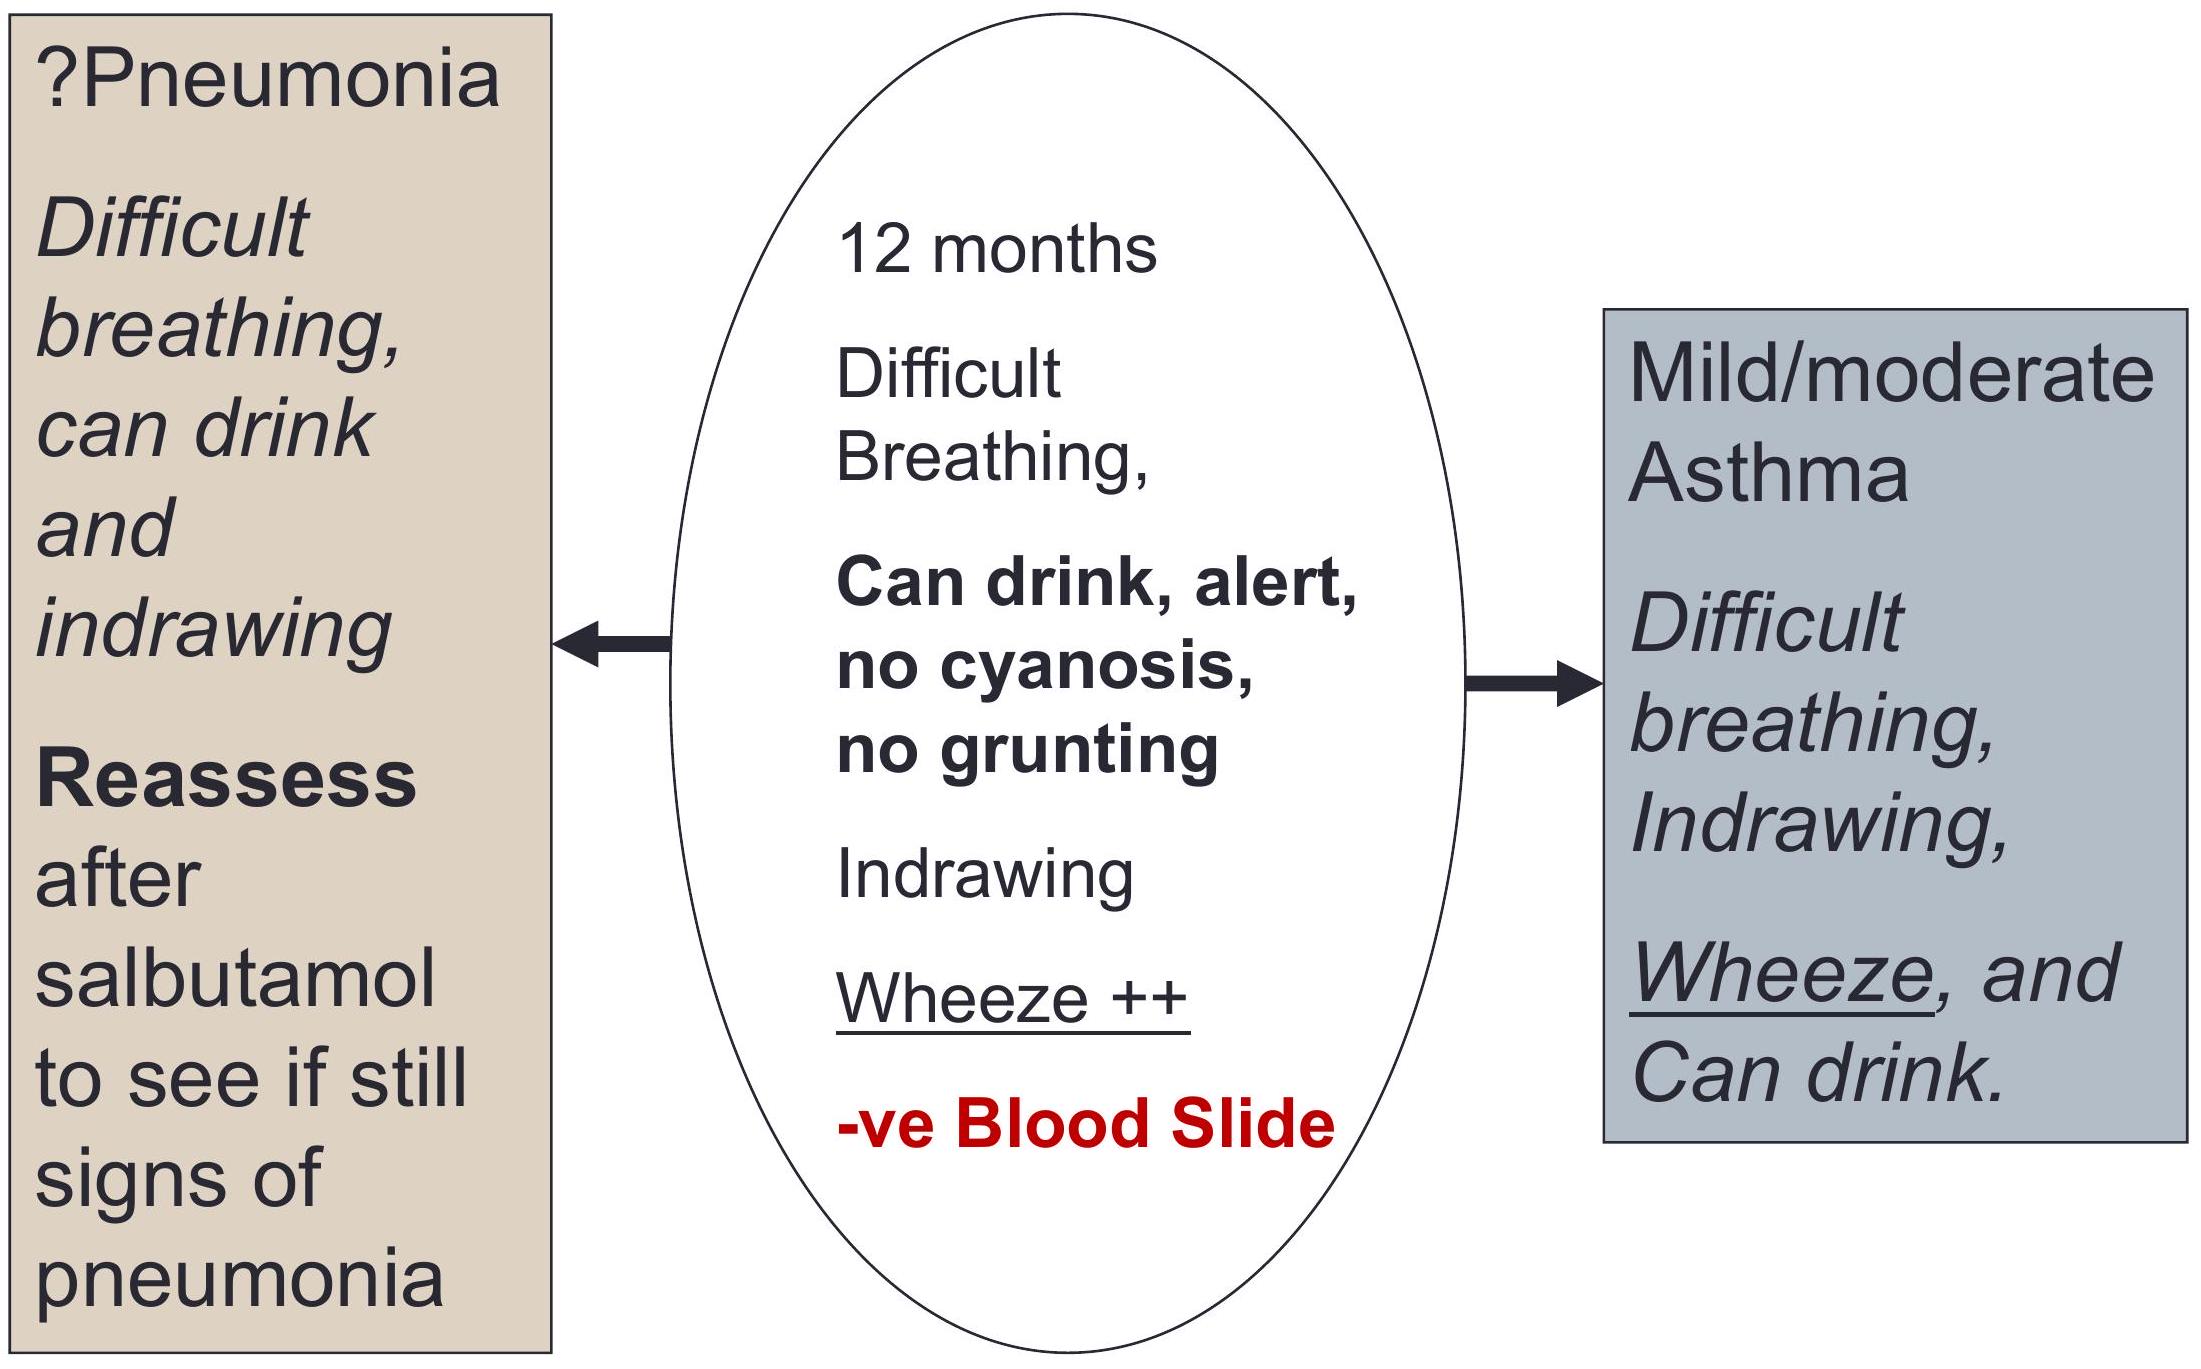 ?Pneumonia
Difficult
breathing,
can drink
and
indrawing
Reassess
after
salbutamol
to see if still
signs of
pneumonia
12 months
Difficult
Breathing,
Can drink, alert,
no cyanosis,
no grunting
Indrawing
Wheeze ++
-ve Blood Slide
Mild/moderate
Asthma
Difficult
breathing,
Indrawing,
Wheeze, and
Can drink.